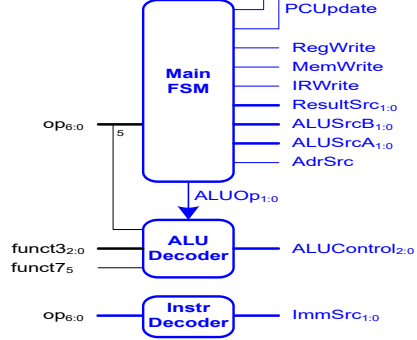 PCUpdate
Main
FSM
RegWrite
MemWrite
IRWrite
ResultSrc1:0
ALUSrcB1:0
ALUSrcA1:0
AdrSrc
op6:0
5
ALUOp1:0
ALU
Decoder
funct32:0
funct75
ALUControl2:0
op6:0
Instr
Decoder
ImmSrc1:0